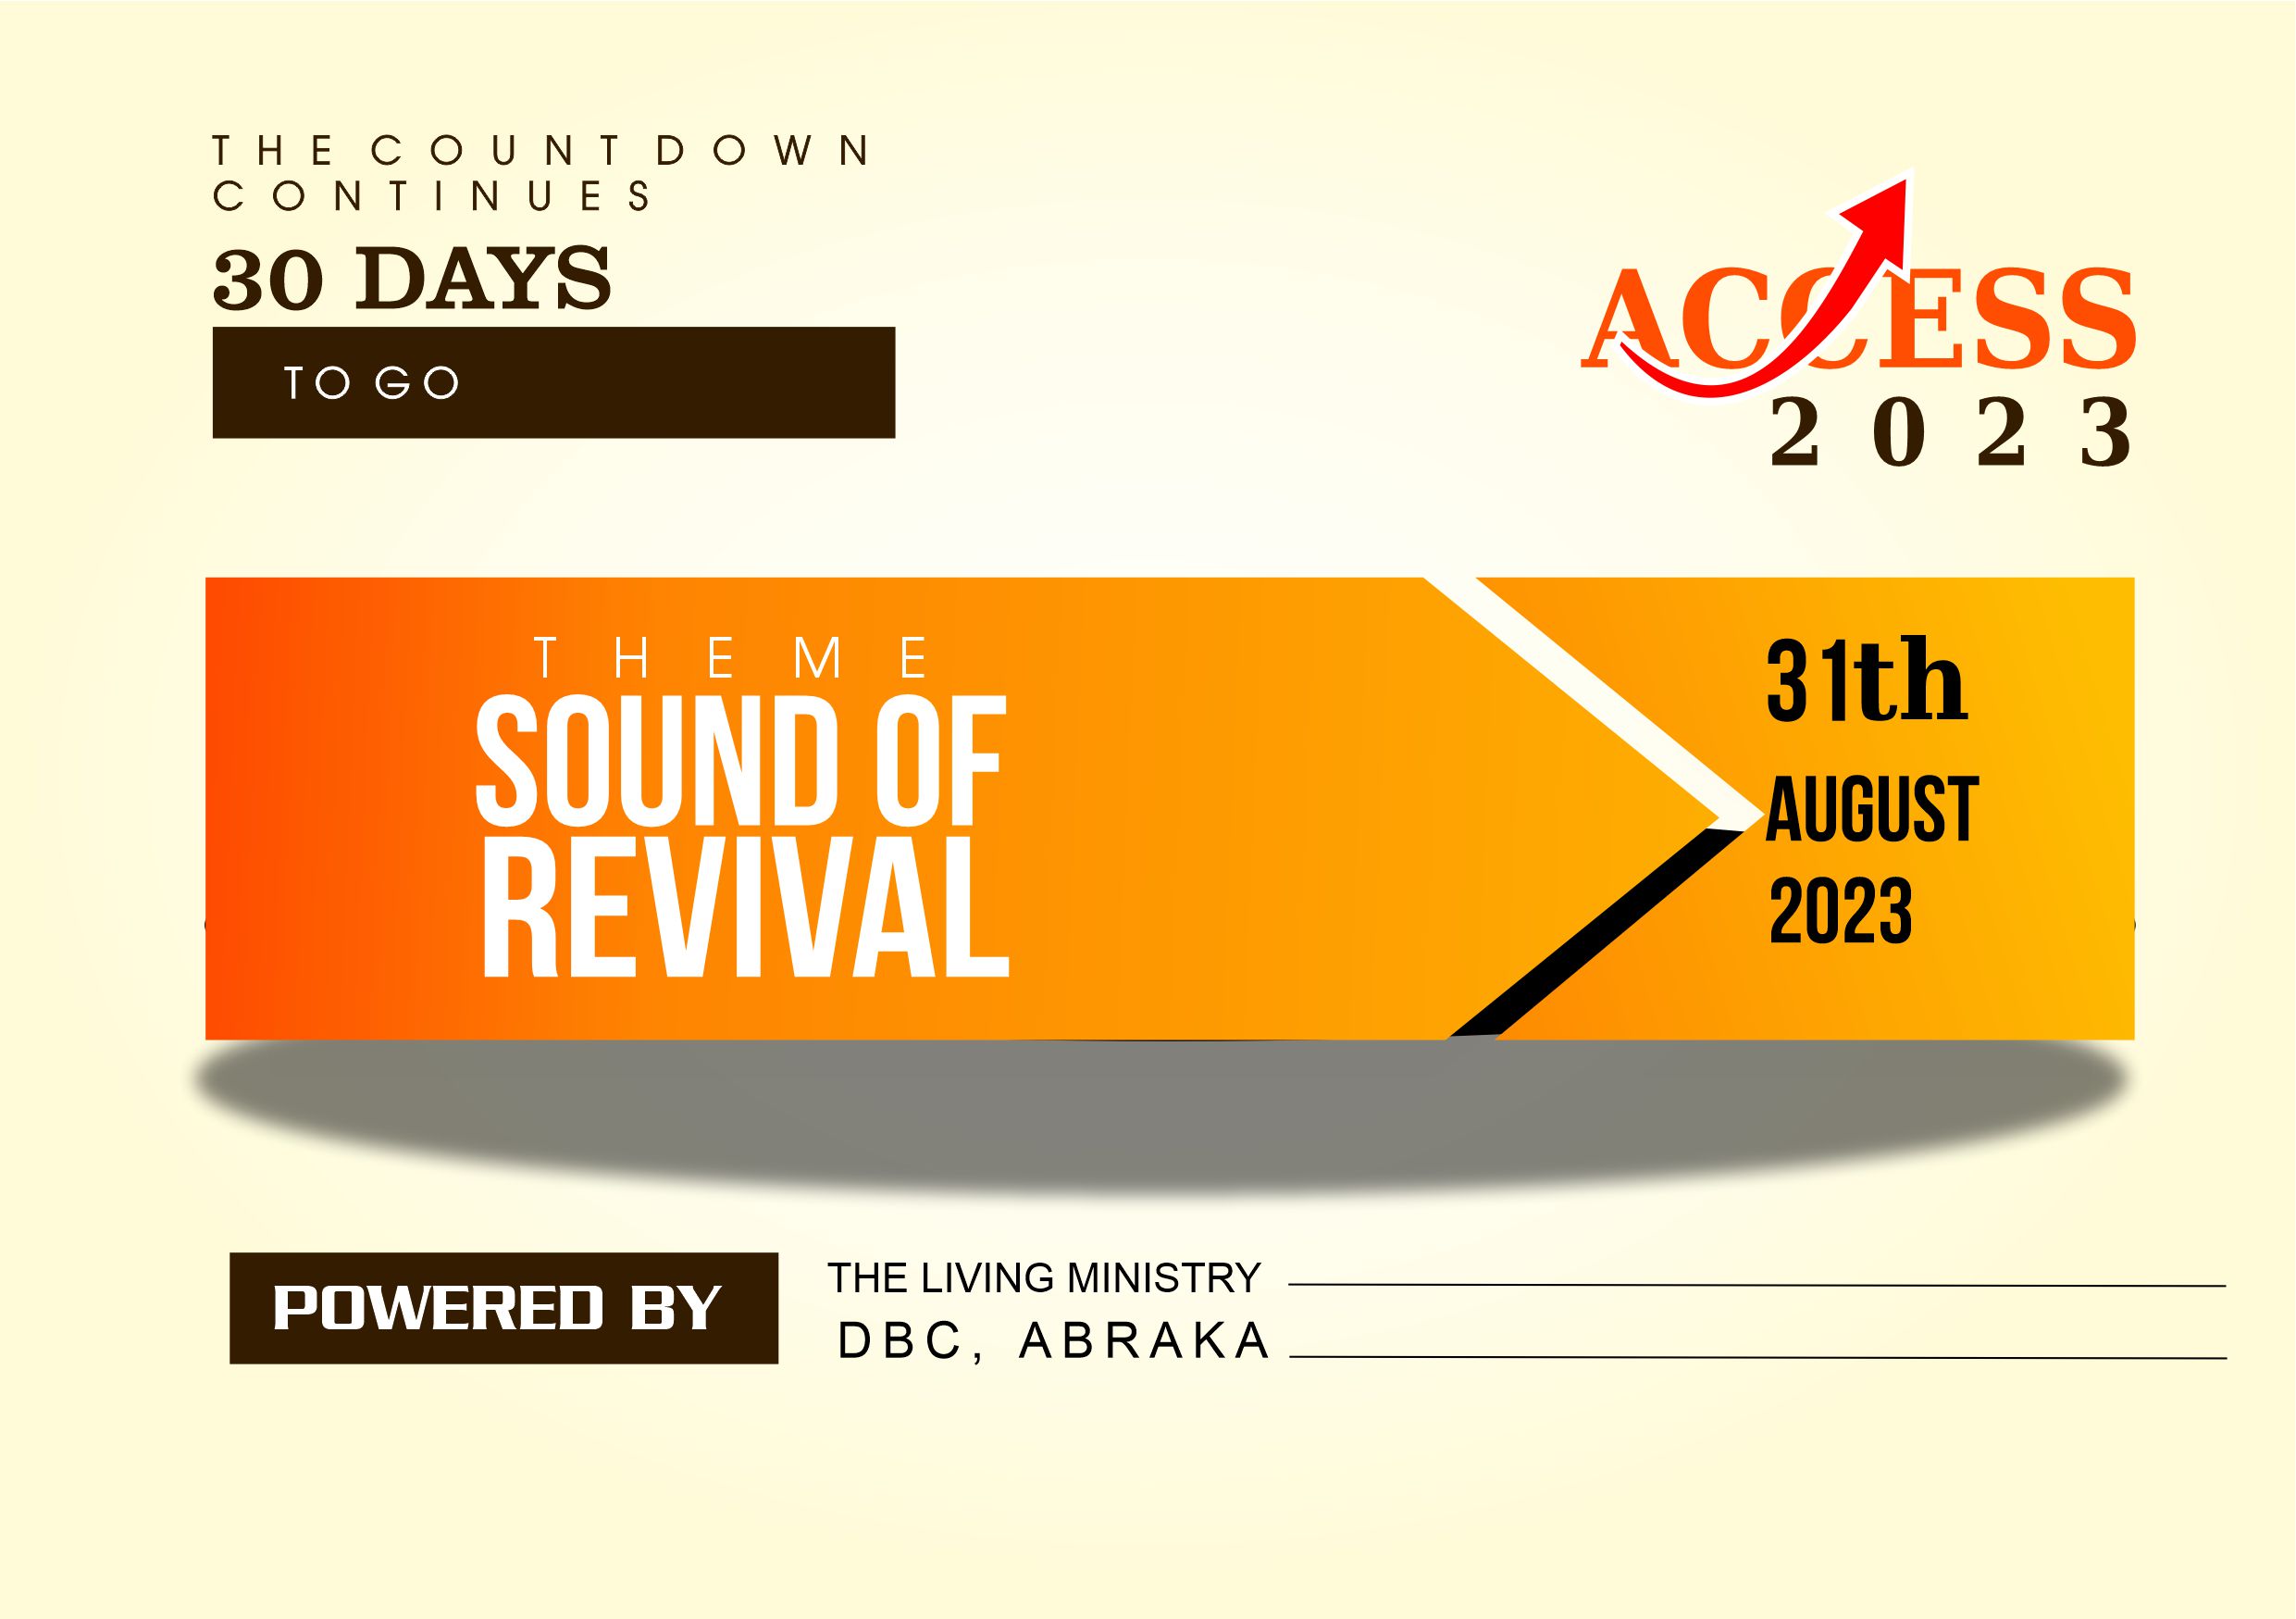 THE COUNT DOWN
CONTINUES
30 DAYS
TO GO
ACCESS
2023
THEME
SOUND OF
REVIVAL
31th
AUGUST
2023
POWERED BY
THE LIVING MINISTRY
DBC, ABRAKA